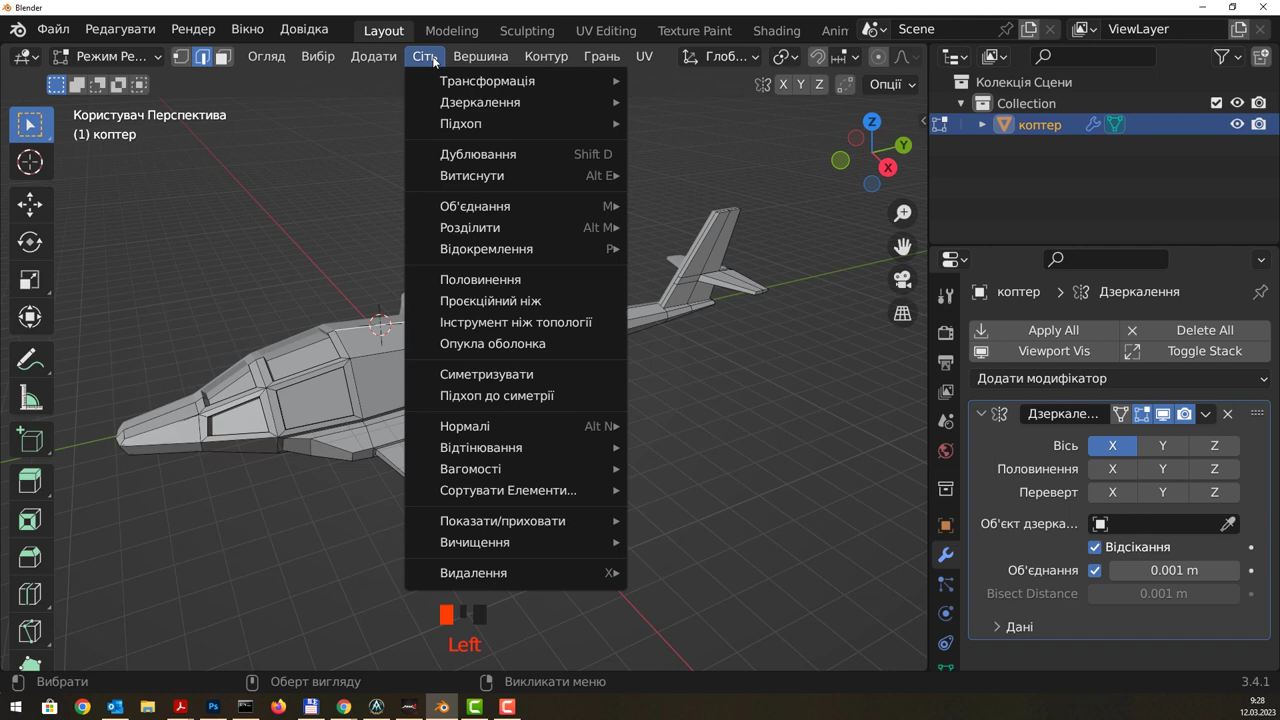 Blender
Файл Редагувати Рендер Вікно Довідка Layout Modeling Sculpting UV Editing Texture Paint Shading Anim Scene ViewLayer
Режим Ре... Огляд Вибір Додати Сіть Вершина Контур Грань UV Глоб...
X Y Z Опції
Користувач Перспектива
(1) коптер
Трансформація
Дзеркалення
Підхоп
Дублювання Shift D
Витиснути Alt E
Об'єднання M
Розділити Alt M
Відокремлення P
Половинення
Проєкційний ніж
Інструмент ніж топології
Опукла оболонка
Симетризувати
Підхоп до симетрії
Нормалі Alt N
Відтінювання
Вагомості
Сортувати Елементи...
Показати/приховати
Вичищення
Видалення X
Left
Z
Y
X
Колекція Сцени
Collection
коптер
коптер Дзеркалення
Apply All Delete All
Viewport Vis Toggle Stack
Додати модифікатор
Дзеркале...
Вісь X Y Z
Половинення X Y Z
Переверт X Y Z
Об'єкт дзерка...
Відсікання
Об'єднання 0.001 m
Bisect Distance 0.001 m
Дані
Вибрати Оберт вигляду Викликати меню 3.4.1
9:28
12.03.2023